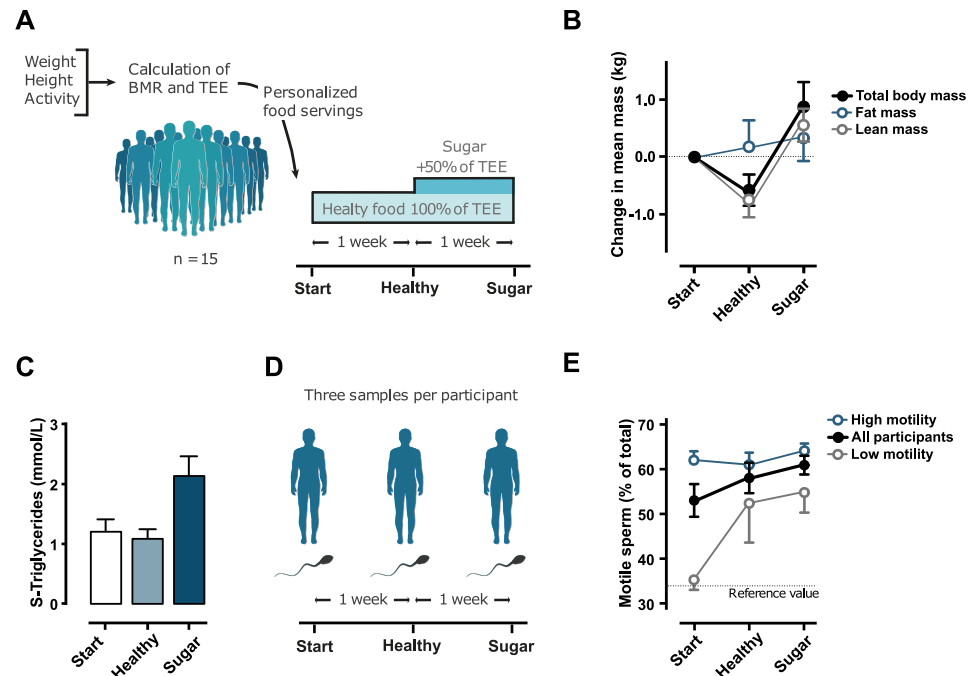 A
Weight
Height
Activity
Calculation of
BMR and TEE
Personalized
food servings
Sugar
+50% of TEE
Healty food 100% of TEE
1 week
1 week
n = 15
Start
Healthy
Sugar
B
Change in mean mass (kg)
1.0
0.0
-1.0
Total body mass
Fat mass
Lean mass
Start
Healthy
Sugar
C
S-Triglycerides (mmol/L)
3
2
1
0
Start
Healthy
Sugar
D
Three samples per participant
1 week
1 week
Start
Healthy
Sugar
E
Motile sperm (% of total)
70
60
50
40
30
High motility
All participants
Low motility
Reference value
Start
Healthy
Sugar